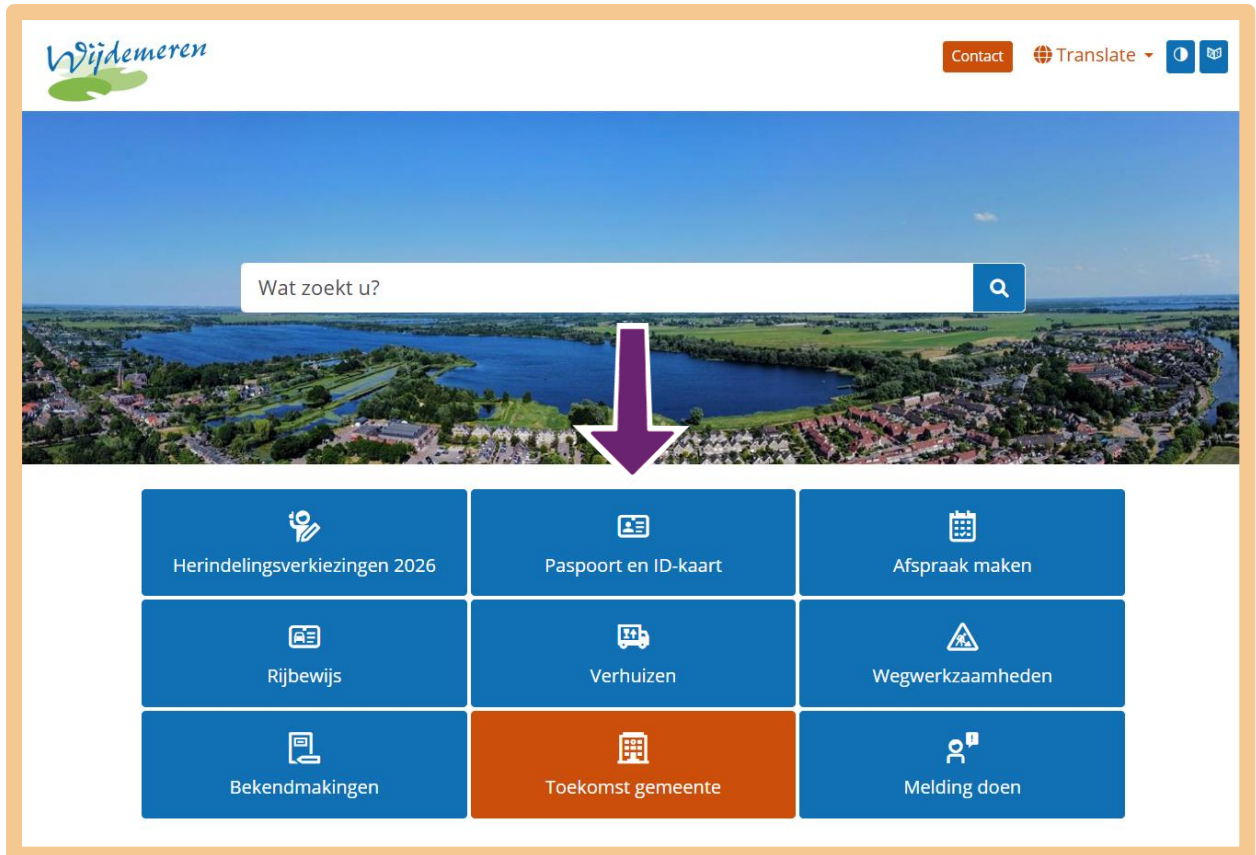 Wijdemeren
Contact
Translate
Wat zoekt u?
Herindelingsverkiezingen 2026
Paspoort en ID-kaart
Afspraak maken
Rijbewijs
Verhuizen
Wegwerkzaamheden
Bekendmakingen
Toekomst gemeente
Melding doen